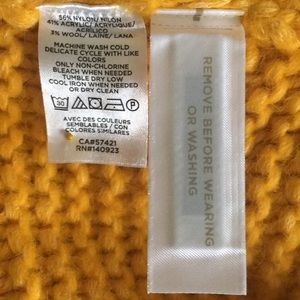 56% NYLON/ NILON
41% ACRYLIC/ ACRYLIQUE/
ACRILICO
3% WOOL/ LAINE/ LANA
MACHINE WASH COLD
DELICATE CYCLE WITH LIKE
COLORS
ONLY NON-CHLORINE
BLEACH WHEN NEEDED
TUMBLE DRY LOW
COOL IRON WHEN NEEDED
OR DRY CLEAN
30
P
AVEC DES COULEURS
SEMBLABLES / CON
COLORES SIMILARES
CA#57421
RN#140923
REMOVE BEFORE WEARING
OR WASHING